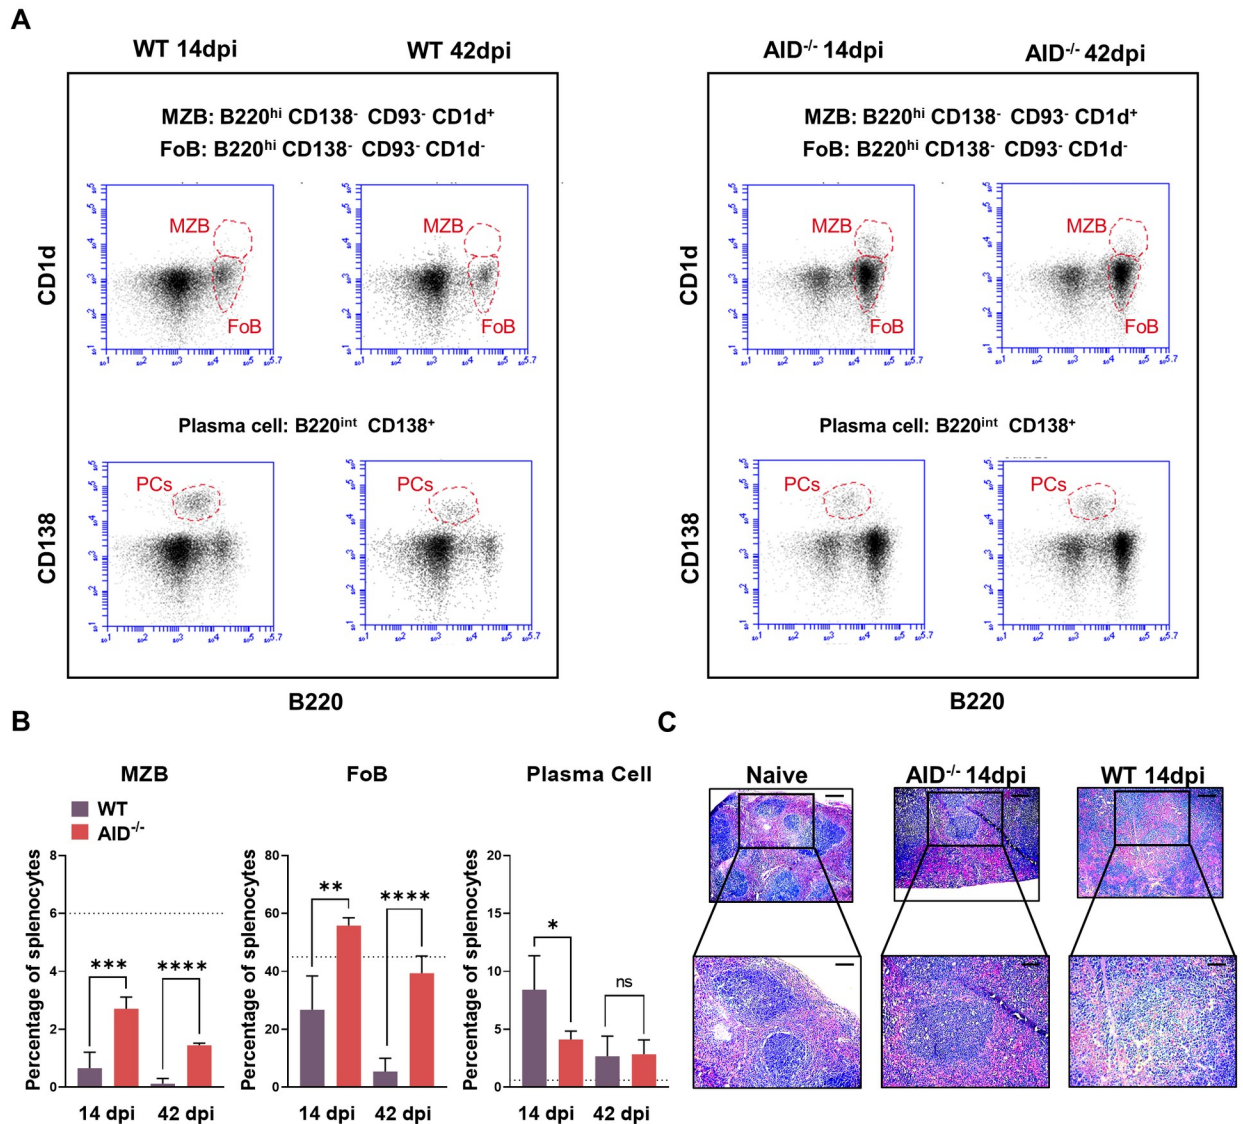 A
WT 14dpi
WT 42dpi
AID-/- 14dpi
AID-/- 42dpi
MZB: B220hi CD138- CD93- CD1d+
FoB: B220hi CD138- CD93- CD1d-
MZB: B220hi CD138- CD93- CD1d+
FoB: B220hi CD138- CD93- CD1d-
CD1d
MZB
FoB
MZB
FoB
CD1d
MZB
FoB
MZB
FoB
Plasma cell: B220int CD138+
Plasma cell: B220int CD138+
CD138
PCs
PCs
CD138
PCs
PCs
B220
B220
B
MZB
FoB
Plasma Cell
WT
AID-/-
Percentage of splenocytes
8
6
4
2
0
***
****
14 dpi
42 dpi
Percentage of splenocytes
80
60
40
20
0
**
****
14 dpi
42 dpi
Percentage of splenocytes
20
15
10
5
0
*
ns
14 dpi
42 dpi
C
Naive
AID-/- 14dpi
WT 14dpi